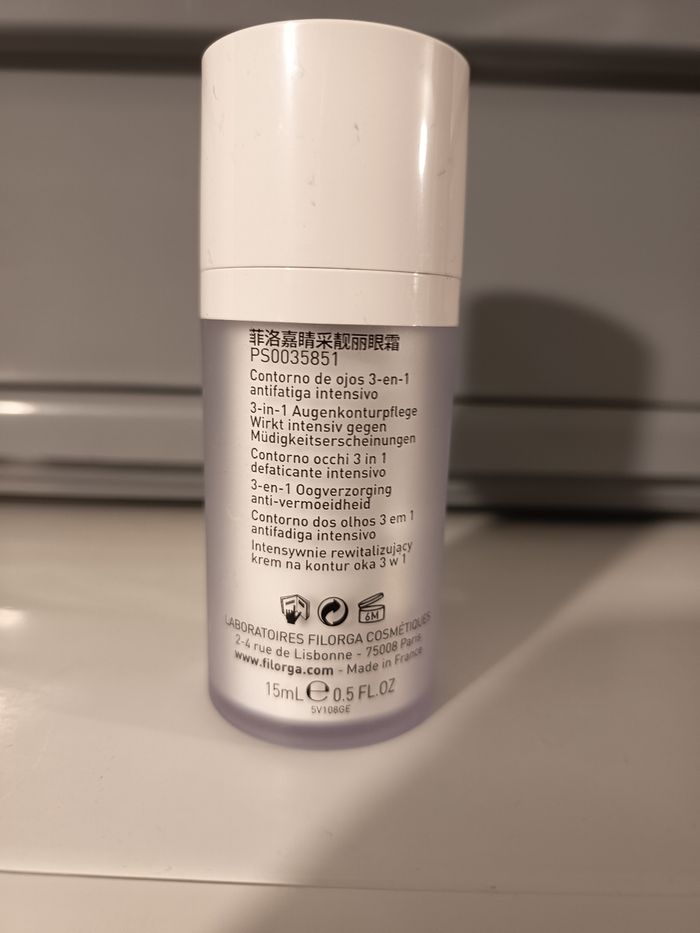 菲洛嘉睛采靓丽眼霜
PS0035851
Contorno de ojos 3-en-1
antifatiga intensivo
3-in-1 Augenkonturpflege
Wirkt intensiv gegen
Müdigkeitserscheinungen
Contorno occhi 3 in 1
defaticante intensivo
3-en-1 Oogverzorging
anti-vermoeidheid
Contorno dos olhos 3 em 1
antifadiga intensivo
Intensywnie rewitalizujący
krem na kontur oka 3 w 1
6M
LABORATOIRES FILORGA COSMÉTIQUES
2-4 rue de Lisbonne - 75008 Paris
www.filorga.com - Made in France
15mL e 0.5 FL.OZ
5V108GE